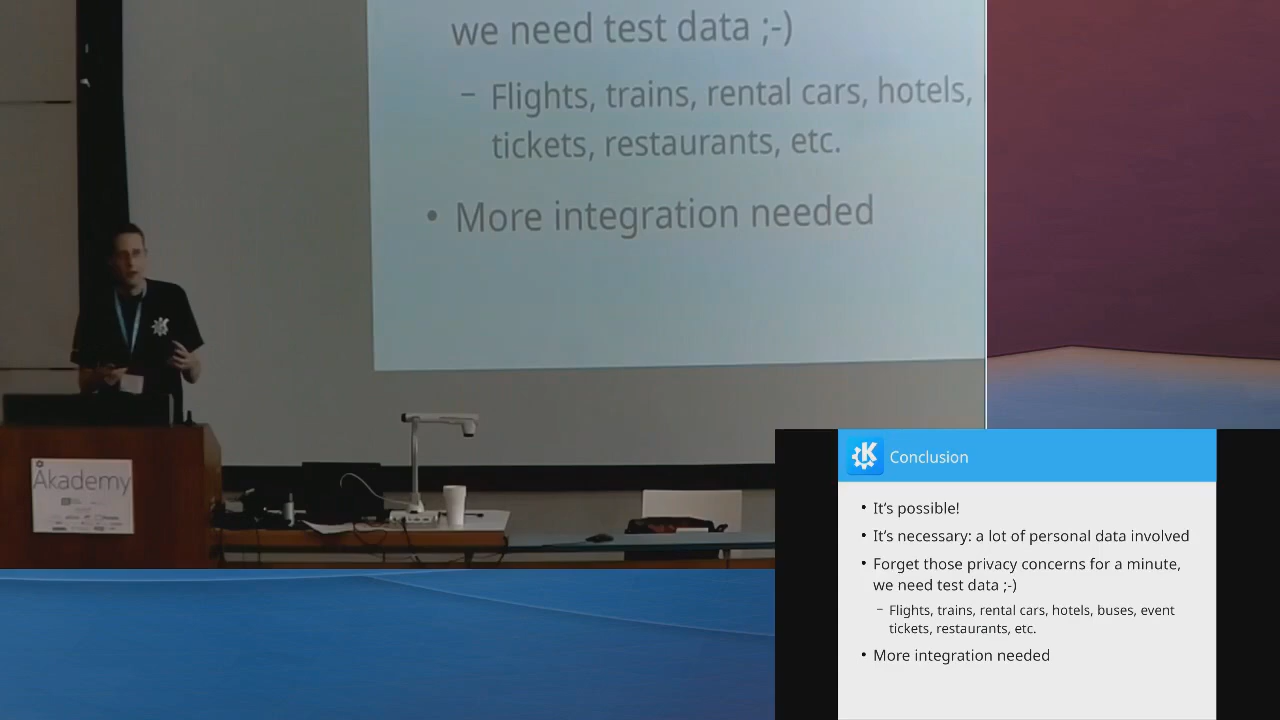 we need test data ;-)
– Flights, trains, rental cars, hotels,
tickets, restaurants, etc.
• More integration needed
Akademy
Conclusion
• It's possible!
• It's necessary: a lot of personal data involved
• Forget those privacy concerns for a minute,
we need test data ;-)
– Flights, trains, rental cars, hotels, buses, event
tickets, restaurants, etc.
• More integration needed